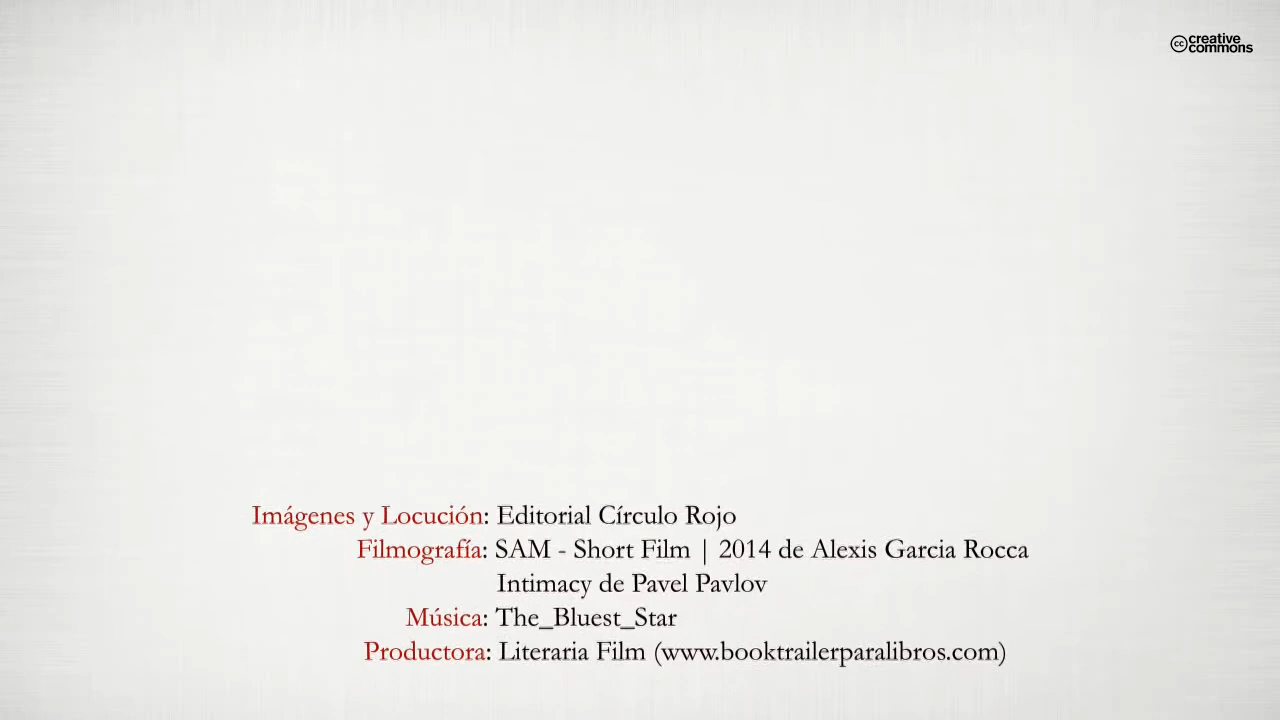 cc creative
commons
Imágenes y Locución: Editorial Círculo Rojo
Filmografía: SAM - Short Film | 2014 de Alexis Garcia Rocca
Intimacy de Pavel Pavlov
Música: The_Bluest_Star
Productora: Literaria Film (www.booktrailerparalibros.com)